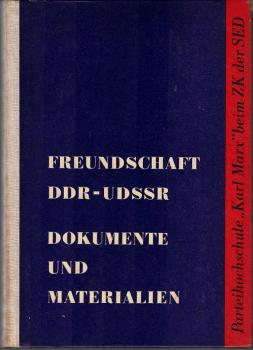 FREUNDSCHAFT
DDR-UDSSR
DOKUMENTE
UND
MATERIALIEN
Parteihochschule „Karl Marx" beim ZK der SED